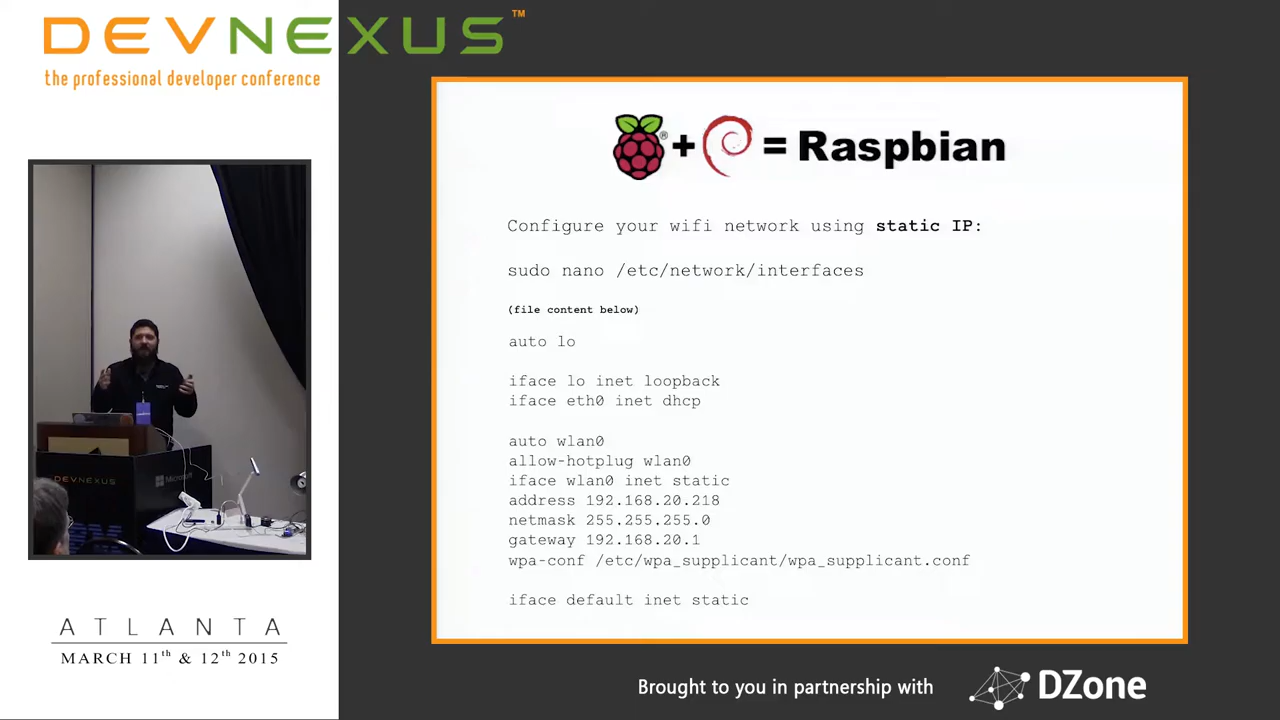 DEVNEXUS™
the professional developer conference
+ = Raspbian
Configure your wifi network using static IP:
sudo nano /etc/network/interfaces
(file content below)
auto lo
iface lo inet loopback
iface eth0 inet dhcp
auto wlan0
allow-hotplug wlan0
iface wlan0 inet static
address 192.168.20.218
netmask 255.255.255.0
gateway 192.168.20.1
wpa-conf /etc/wpa_supplicant/wpa_supplicant.conf
iface default inet static
DEVNEXUS
Microsoft
ATLANTA
MARCH 11th & 12th 2015
Brought to you in partnership with
DZone